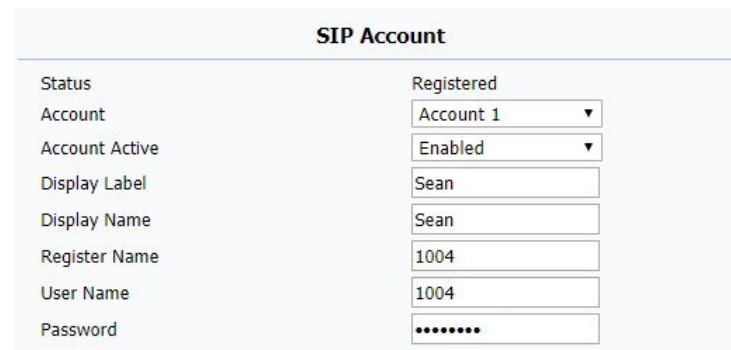 SIP Account
Status Registered
Account Account 1
Account Active Enabled
Display Label Sean
Display Name Sean
Register Name 1004
User Name 1004
Password ••••••••